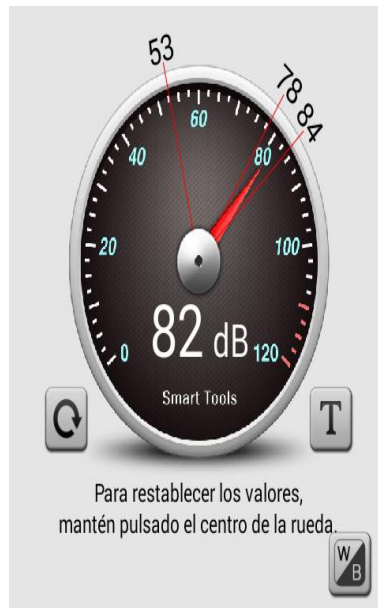 53
78
84
60
40
80
20
100
0
120
82 dB
Smart Tools
T
Para restablecer los valores,
mantén pulsado el centro de la rueda.
W
B